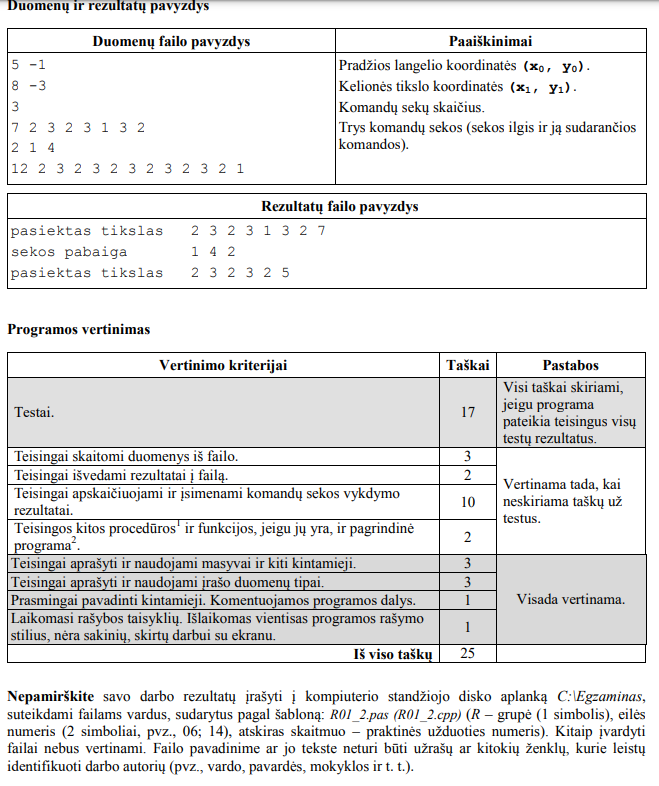 Duomenų ir rezultatų pavyzdys
Duomenų failo pavyzdys Paaiškinimai
5 -1
8 -3
3
7 2 3 2 3 1 3 2
2 1 4
12 2 3 2 3 2 3 2 3 2 3 2 1
Pradžios langelio koordinatės (x0, y0).
Kelionės tikslo koordinatės (x1, y1).
Komandų sekų skaičius.
Trys komandų sekos (sekos ilgis ir ją sudarančios
komandos).
Rezultatų failo pavyzdys
pasiektas tikslas 2 3 2 3 1 3 2 7
sekos pabaiga 1 4 2
pasiektas tikslas 2 3 2 3 2 5
Programos vertinimas
Vertinimo kriterijai Taškai Pastabos
Testai. 17
Visi taškai skiriami,
jeigu programa
pateikia teisingus visų
testų rezultatus.
Teisingai skaitomi duomenys iš failo. 3
Teisingai išvedami rezultatai į failą. 2
Teisingai apskaičiuojami ir įsimenami komandų sekos vykdymo
rezultatai. 10
Teisingos kitos procedūros1 ir funkcijos, jeigu jų yra, ir pagrindinė
programa2. 2
Vertinama tada, kai
neskiriama taškų už
testus.
Teisingai aprašyti ir naudojami masyvai ir kiti kintamieji. 3
Teisingai aprašyti ir naudojami įrašo duomenų tipai. 3
Prasmingai pavadinti kintamieji. Komentuojamos programos dalys. 1
Laikomasi rašybos taisyklių. Išlaikomas vientisas programos rašymo
stilius, nėra sakinių, skirtų darbui su ekranu. 1
Visada vertinama.
Iš viso taškų 25
Nepamirškite savo darbo rezultatų įrašyti į kompiuterio standžiojo disko aplanką C:\Egzaminas,
suteikdami failams vardus, sudarytus pagal šabloną: R01_2.pas (R01_2.cpp) (R – grupė (1 simbolis), eilės
numeris (2 simboliai, pvz., 06; 14), atskiras skaitmuo – praktinės užduoties numeris). Kitaip įvardyti
failai nebus vertinami. Failo pavadinime ar jo tekste neturi būti užrašų ar kitokių ženklų, kurie leistų
identifikuoti darbo autorių (pvz., vardo, pavardės, mokyklos ir t. t.).